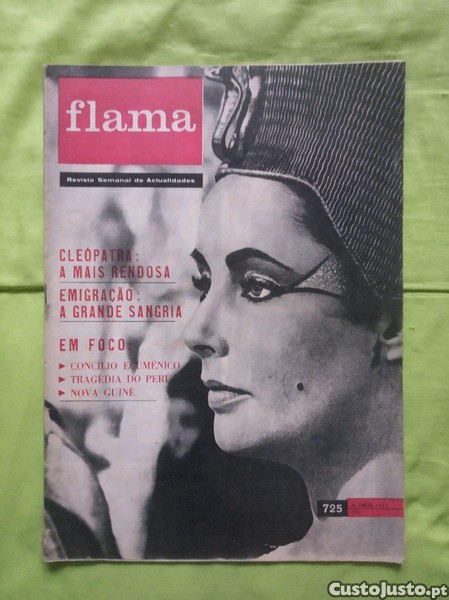 flama
Revista Semanal de Actualidades
CLEÓPATRA:
A MAIS RENDOSA
EMIGRAÇÃO:
A GRANDE SANGRIA
EM FOCO
► CONCÍLIO ECUMÉNICO
► TRAGÉDIA DO PERU
► NOVA GUINÉ
725
CustoJusto.pt